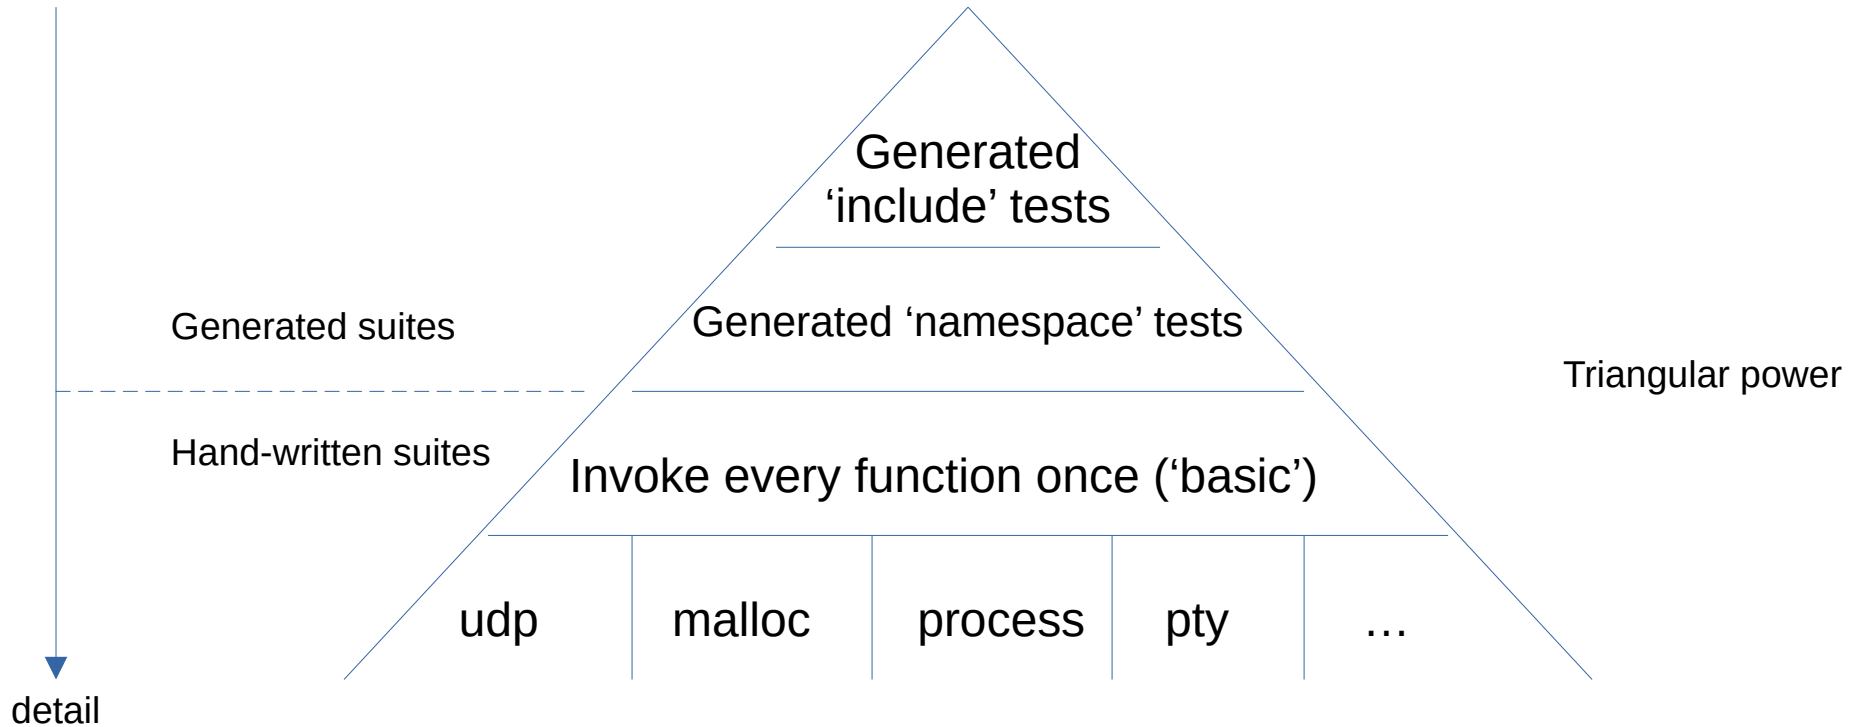 Generated
‘include’ tests
Generated ‘namespace’ tests
Generated suites
Triangular power
Hand-written suites
Invoke every function once (‘basic’)
udp
malloc
process
pty
…
detail